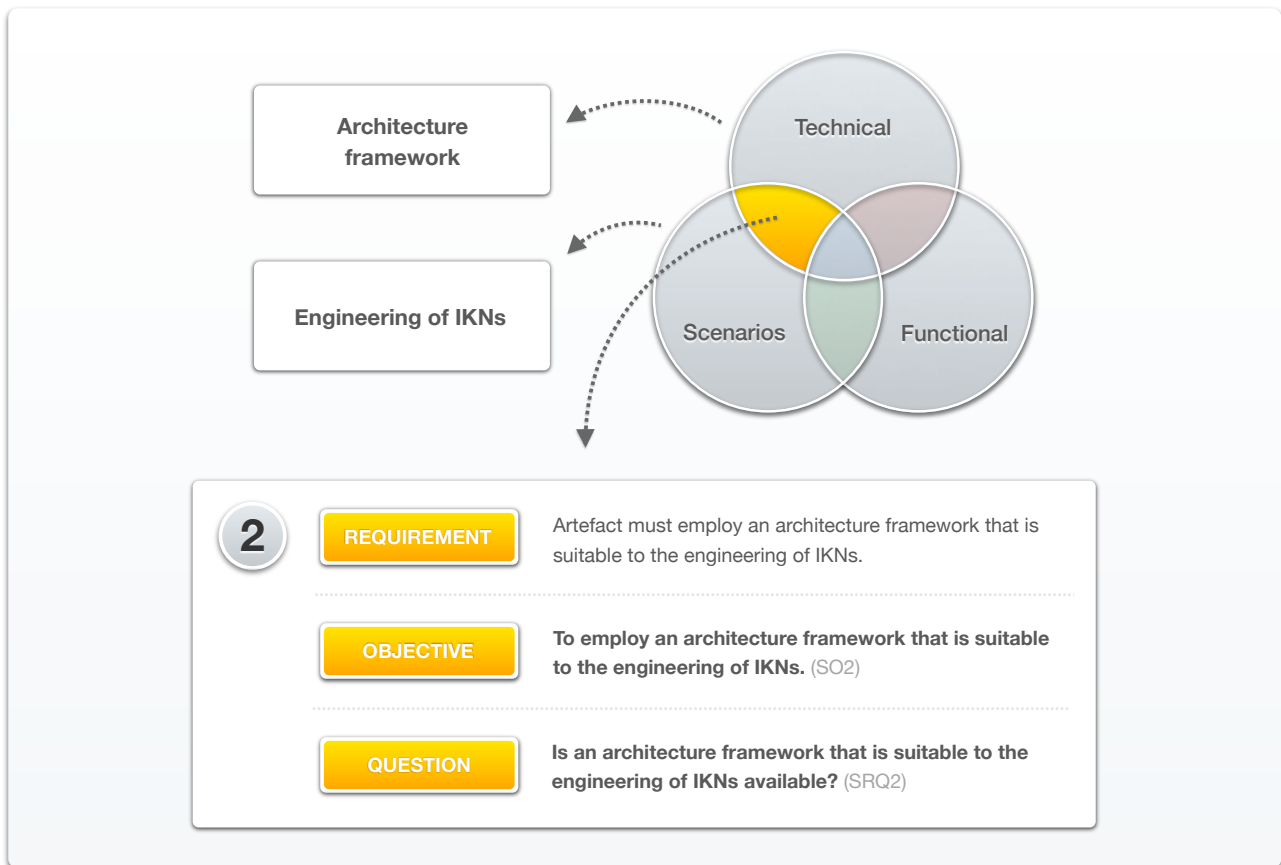 Architecture
framework
Technical
Engineering of IKNs
Scenarios
Functional
2
REQUIREMENT
Artefact must employ an architecture framework that is
suitable to the engineering of IKNs.
OBJECTIVE
To employ an architecture framework that is suitable
to the engineering of IKNs. (SO2)
QUESTION
Is an architecture framework that is suitable to the
engineering of IKNs available? (SRQ2)